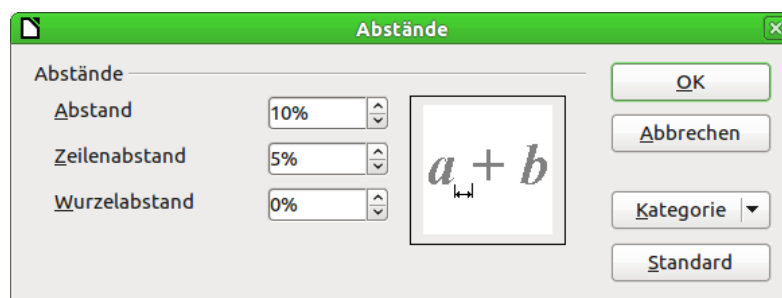 Abstände
Abstände
Abstand 10%
Zeilenabstand 5%
Wurzelabstand 0%
a + b
OK
Abbrechen
Kategorie
Standard